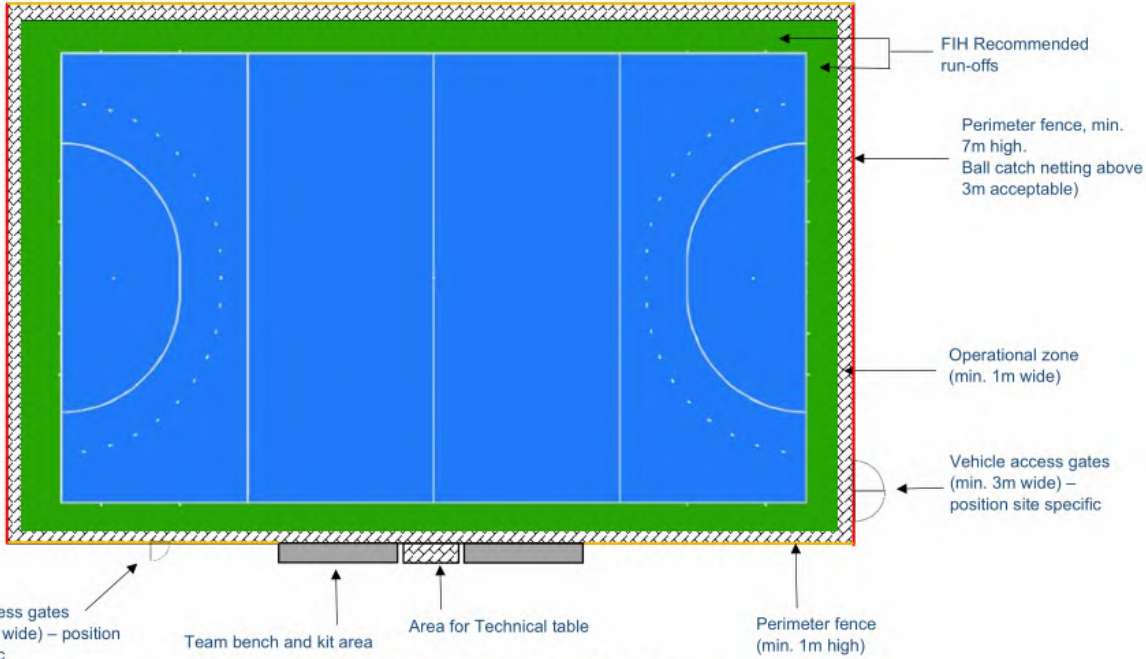 FIH Recommended
run-offs
Perimeter fence, min.
7m high.
Ball catch netting above
3m acceptable)
Operational zone
(min. 1m wide)
Vehicle access gates
(min. 3m wide) –
position site specific
ess gates
wide) – position
c
Team bench and kit area
Area for Technical table
Perimeter fence
(min. 1m high)